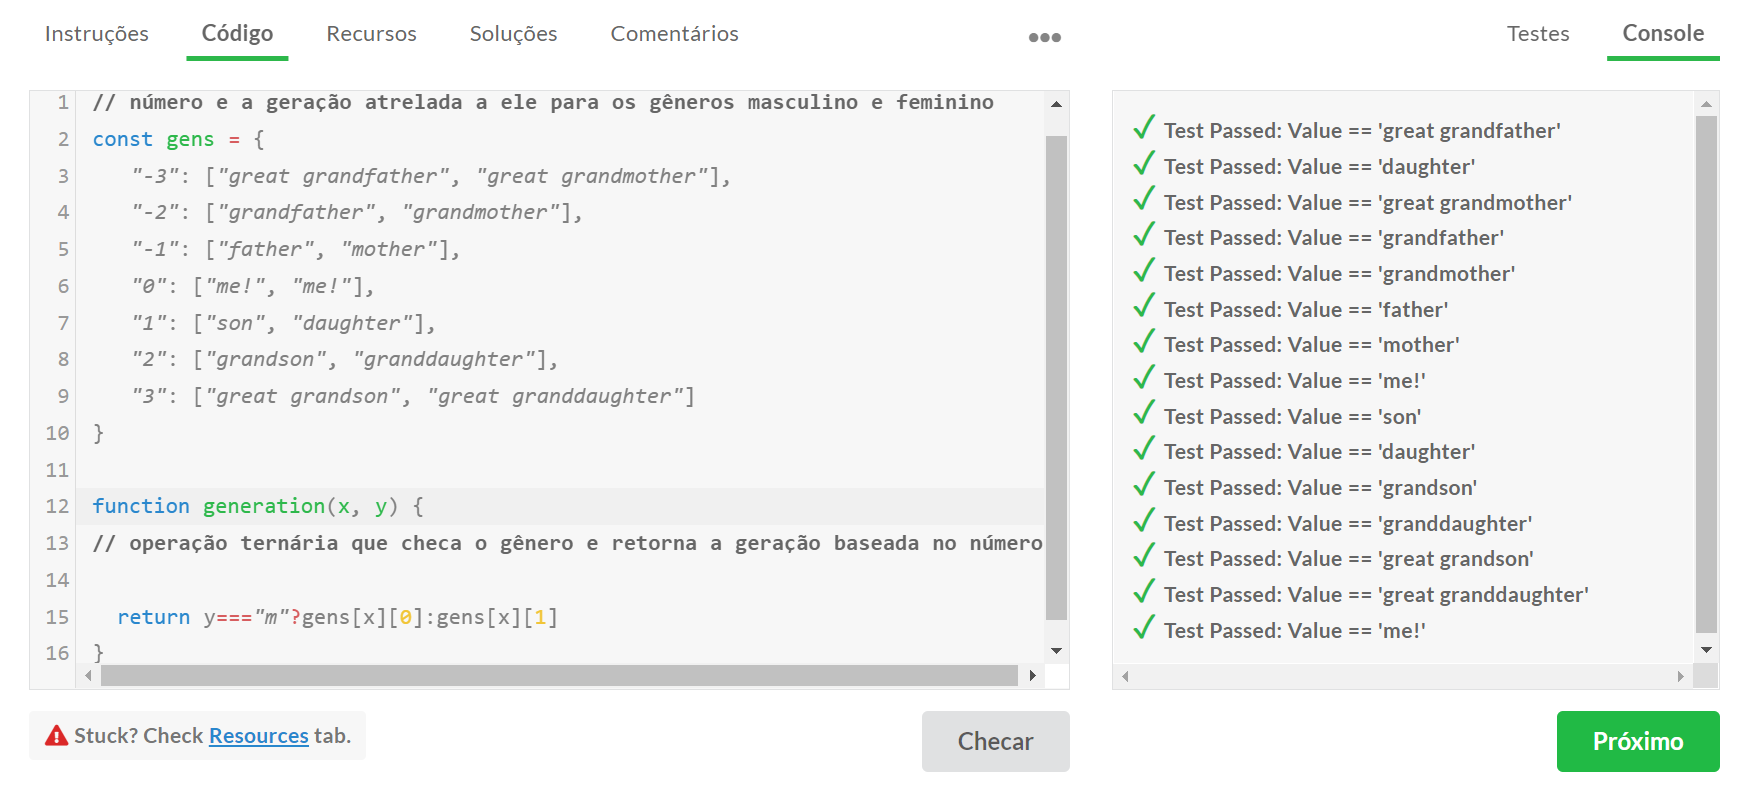 Instruções Código Recursos Soluções Comentários ••• Testes Console
1 // número e a geração atrelada a ele para os gêneros masculino e feminino
2 const gens = {
3 "-3": ["great grandfather", "great grandmother"],
4 "-2": ["grandfather", "grandmother"],
5 "-1": ["father", "mother"],
6 "0": ["me!", "me!"],
7 "1": ["son", "daughter"],
8 "2": ["grandson", "granddaughter"],
9 "3": ["great grandson", "great granddaughter"]
10 }
11
12 function generation(x, y) {
13 // operação ternária que checa o gênero e retorna a geração baseada no número
14
15 return y==="m"?gens[x][0]:gens[x][1]
16 }
✓ Test Passed: Value == 'great grandfather'
✓ Test Passed: Value == 'daughter'
✓ Test Passed: Value == 'great grandmother'
✓ Test Passed: Value == 'grandfather'
✓ Test Passed: Value == 'grandmother'
✓ Test Passed: Value == 'father'
✓ Test Passed: Value == 'mother'
✓ Test Passed: Value == 'me!'
✓ Test Passed: Value == 'son'
✓ Test Passed: Value == 'daughter'
✓ Test Passed: Value == 'grandson'
✓ Test Passed: Value == 'granddaughter'
✓ Test Passed: Value == 'great grandson'
✓ Test Passed: Value == 'great granddaughter'
✓ Test Passed: Value == 'me!'
Stuck? Check Resources tab.
Checar
Próximo